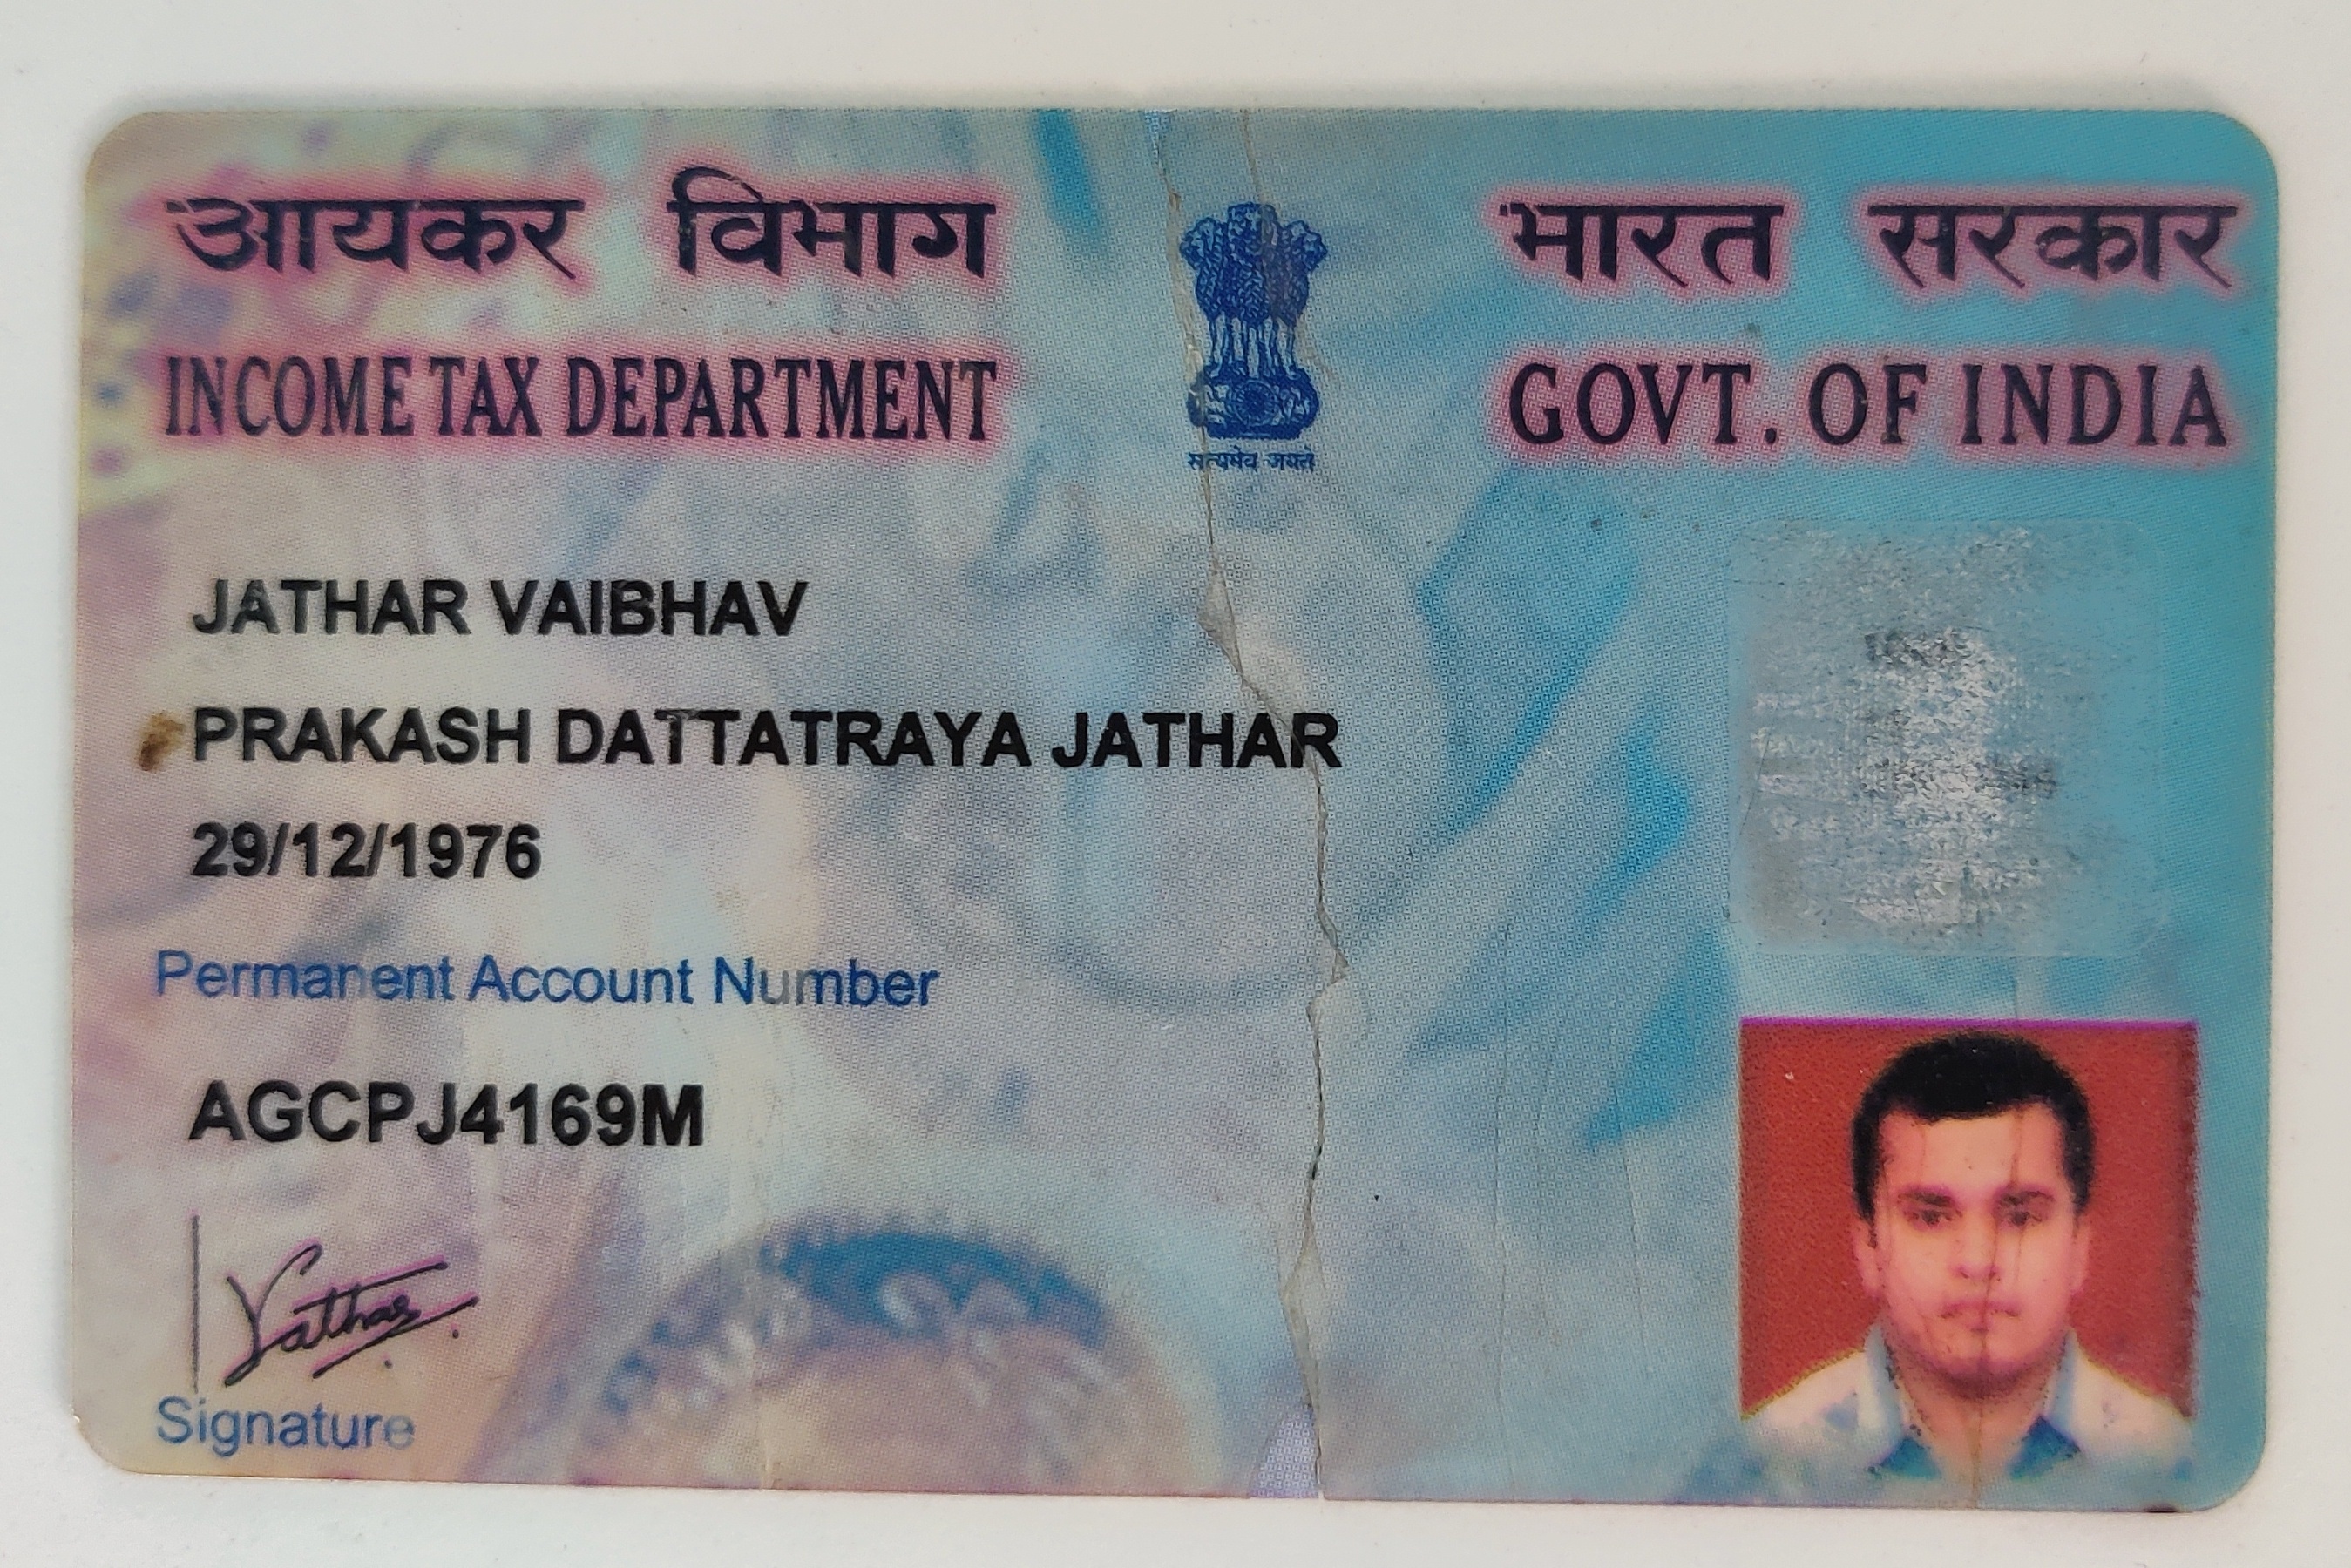 आयकर विभाग
INCOME TAX DEPARTMENT
भारत सरकार
GOVT. OF INDIA
सत्यमेव जयते
JATHAR VAIBHAV
PRAKASH DATTATRAYA JATHAR
29/12/1976
Permanent Account Number
AGCPJ4169M
Jathar
Signature